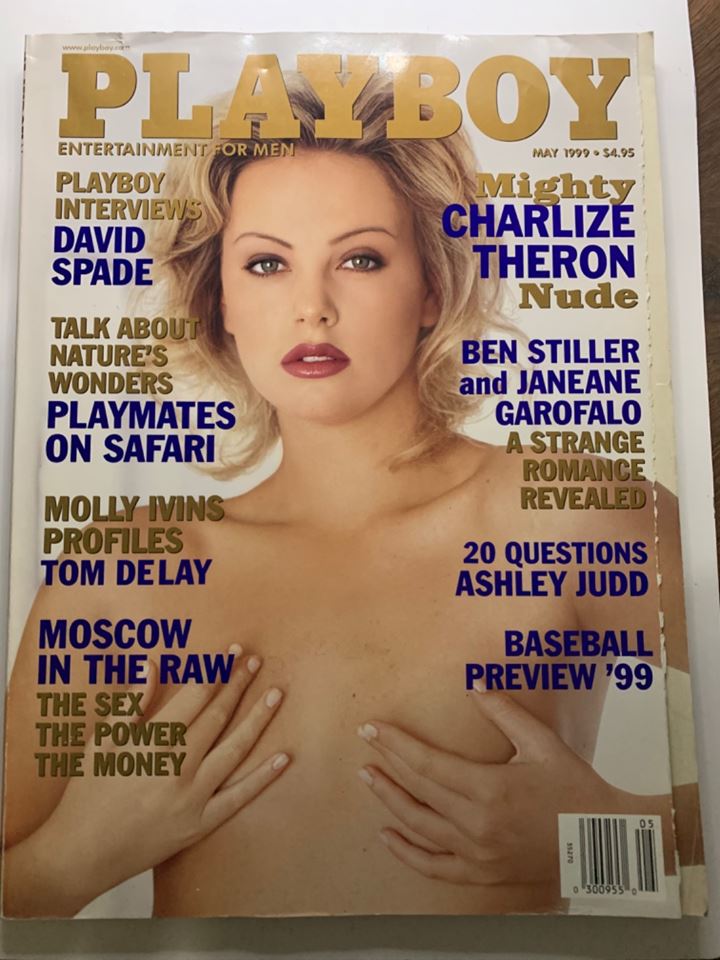 www.playboy.com
PLAYBOY
ENTERTAINMENT FOR MEN
MAY 1999 • $4.95
PLAYBOY
INTERVIEWS
DAVID
SPADE
TALK ABOUT
NATURE'S
WONDERS
PLAYMATES
ON SAFARI
MOLLY IVINS
PROFILES
TOM DELAY
MOSCOW
IN THE RAW
THE SEX
THE POWER
THE MONEY
Mighty
CHARLIZE
THERON
Nude
BEN STILLER
and JANEANE
GAROFALO
A STRANGE
ROMANCE
REVEALED
20 QUESTIONS
ASHLEY JUDD
BASEBALL
PREVIEW '99
05
35270
0 300955 0